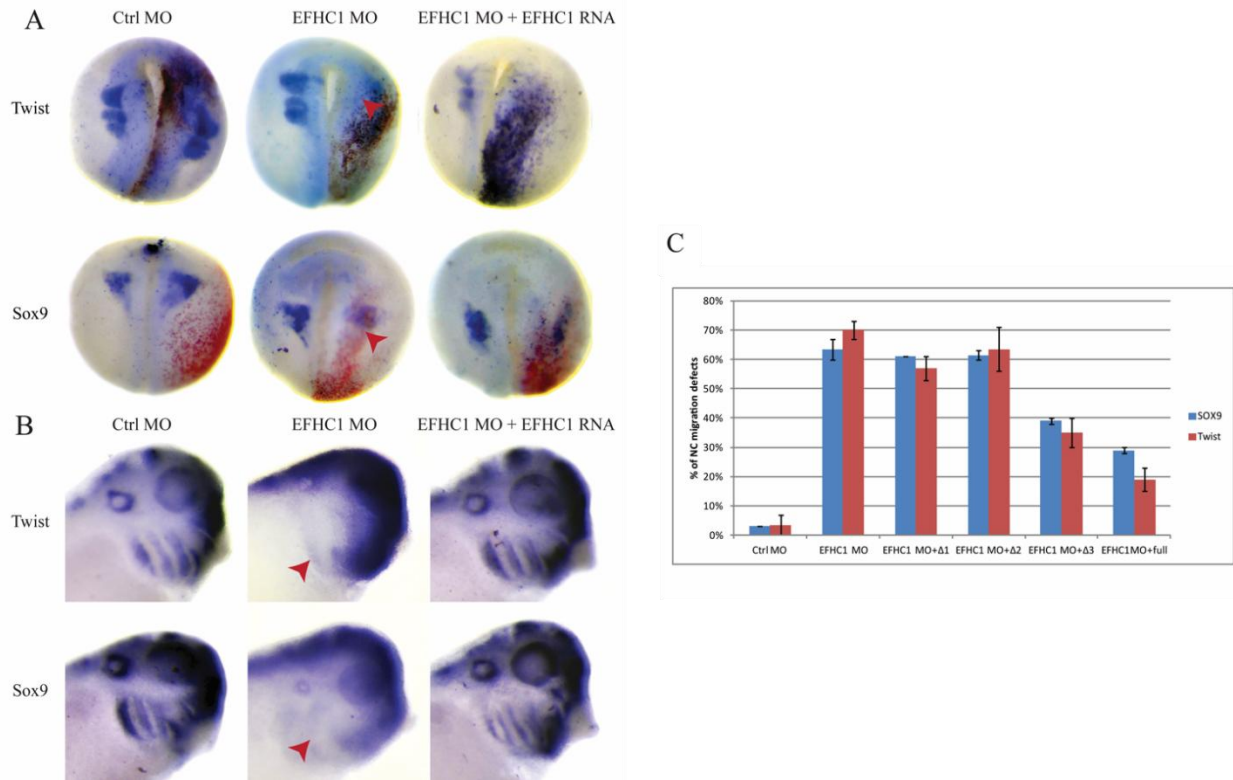 A
Ctrl MO
EFHC1 MO
EFHC1 MO + EFHC1 RNA
Twist
Sox9
B
Ctrl MO
EFHC1 MO
EFHC1 MO + EFHC1 RNA
Twist
Sox9
C
% of NC migration defects
80%
70%
60%
50%
40%
30%
20%
10%
0%
Ctrl MO
EFHC1 MO
EFHC1 MO+Δ1
EFHC1 MO+Δ2
EFHC1 MO+Δ3
EFHC1MO+full
SOX9
Twist